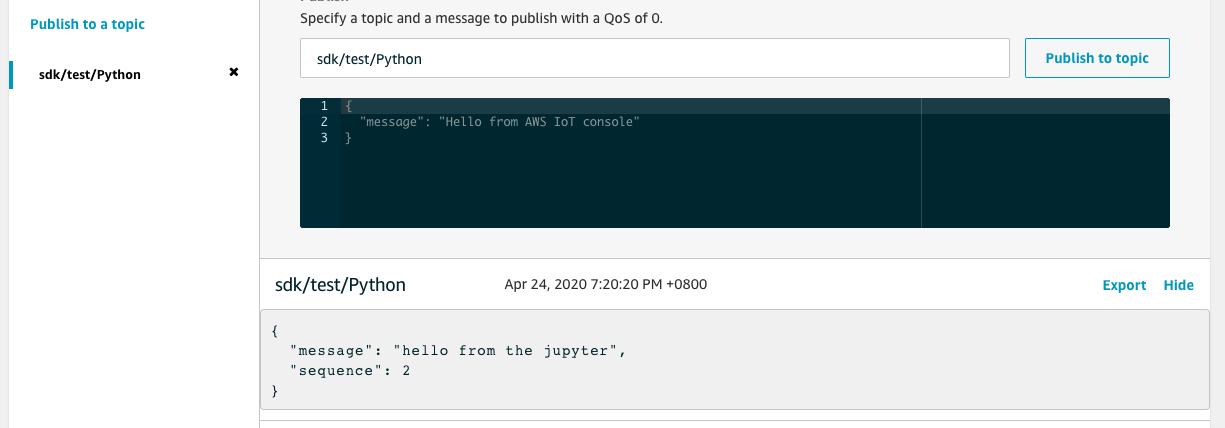 Publish to a topic
sdk/test/Python ✖
Publish
Specify a topic and a message to publish with a QoS of 0.
sdk/test/Python
Publish to topic
1 {
2 "message": "Hello from AWS IoT console"
3 }
sdk/test/Python Apr 24, 2020 7:20:20 PM +0800 Export Hide
{
"message": "hello from the jupyter",
"sequence": 2
}